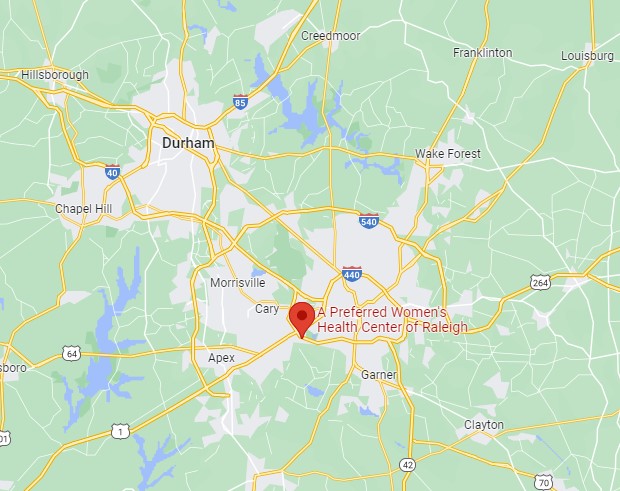 Creedmoor
Franklinton
Louisburg
Hillsborough
85
Durham
Wake Forest
40
Chapel Hill
540
440
Morrisville
264
Cary
A Preferred Women's
Health Center of Raleigh
64
Apex
sboro
Garner
1
Clayton
01
42
70